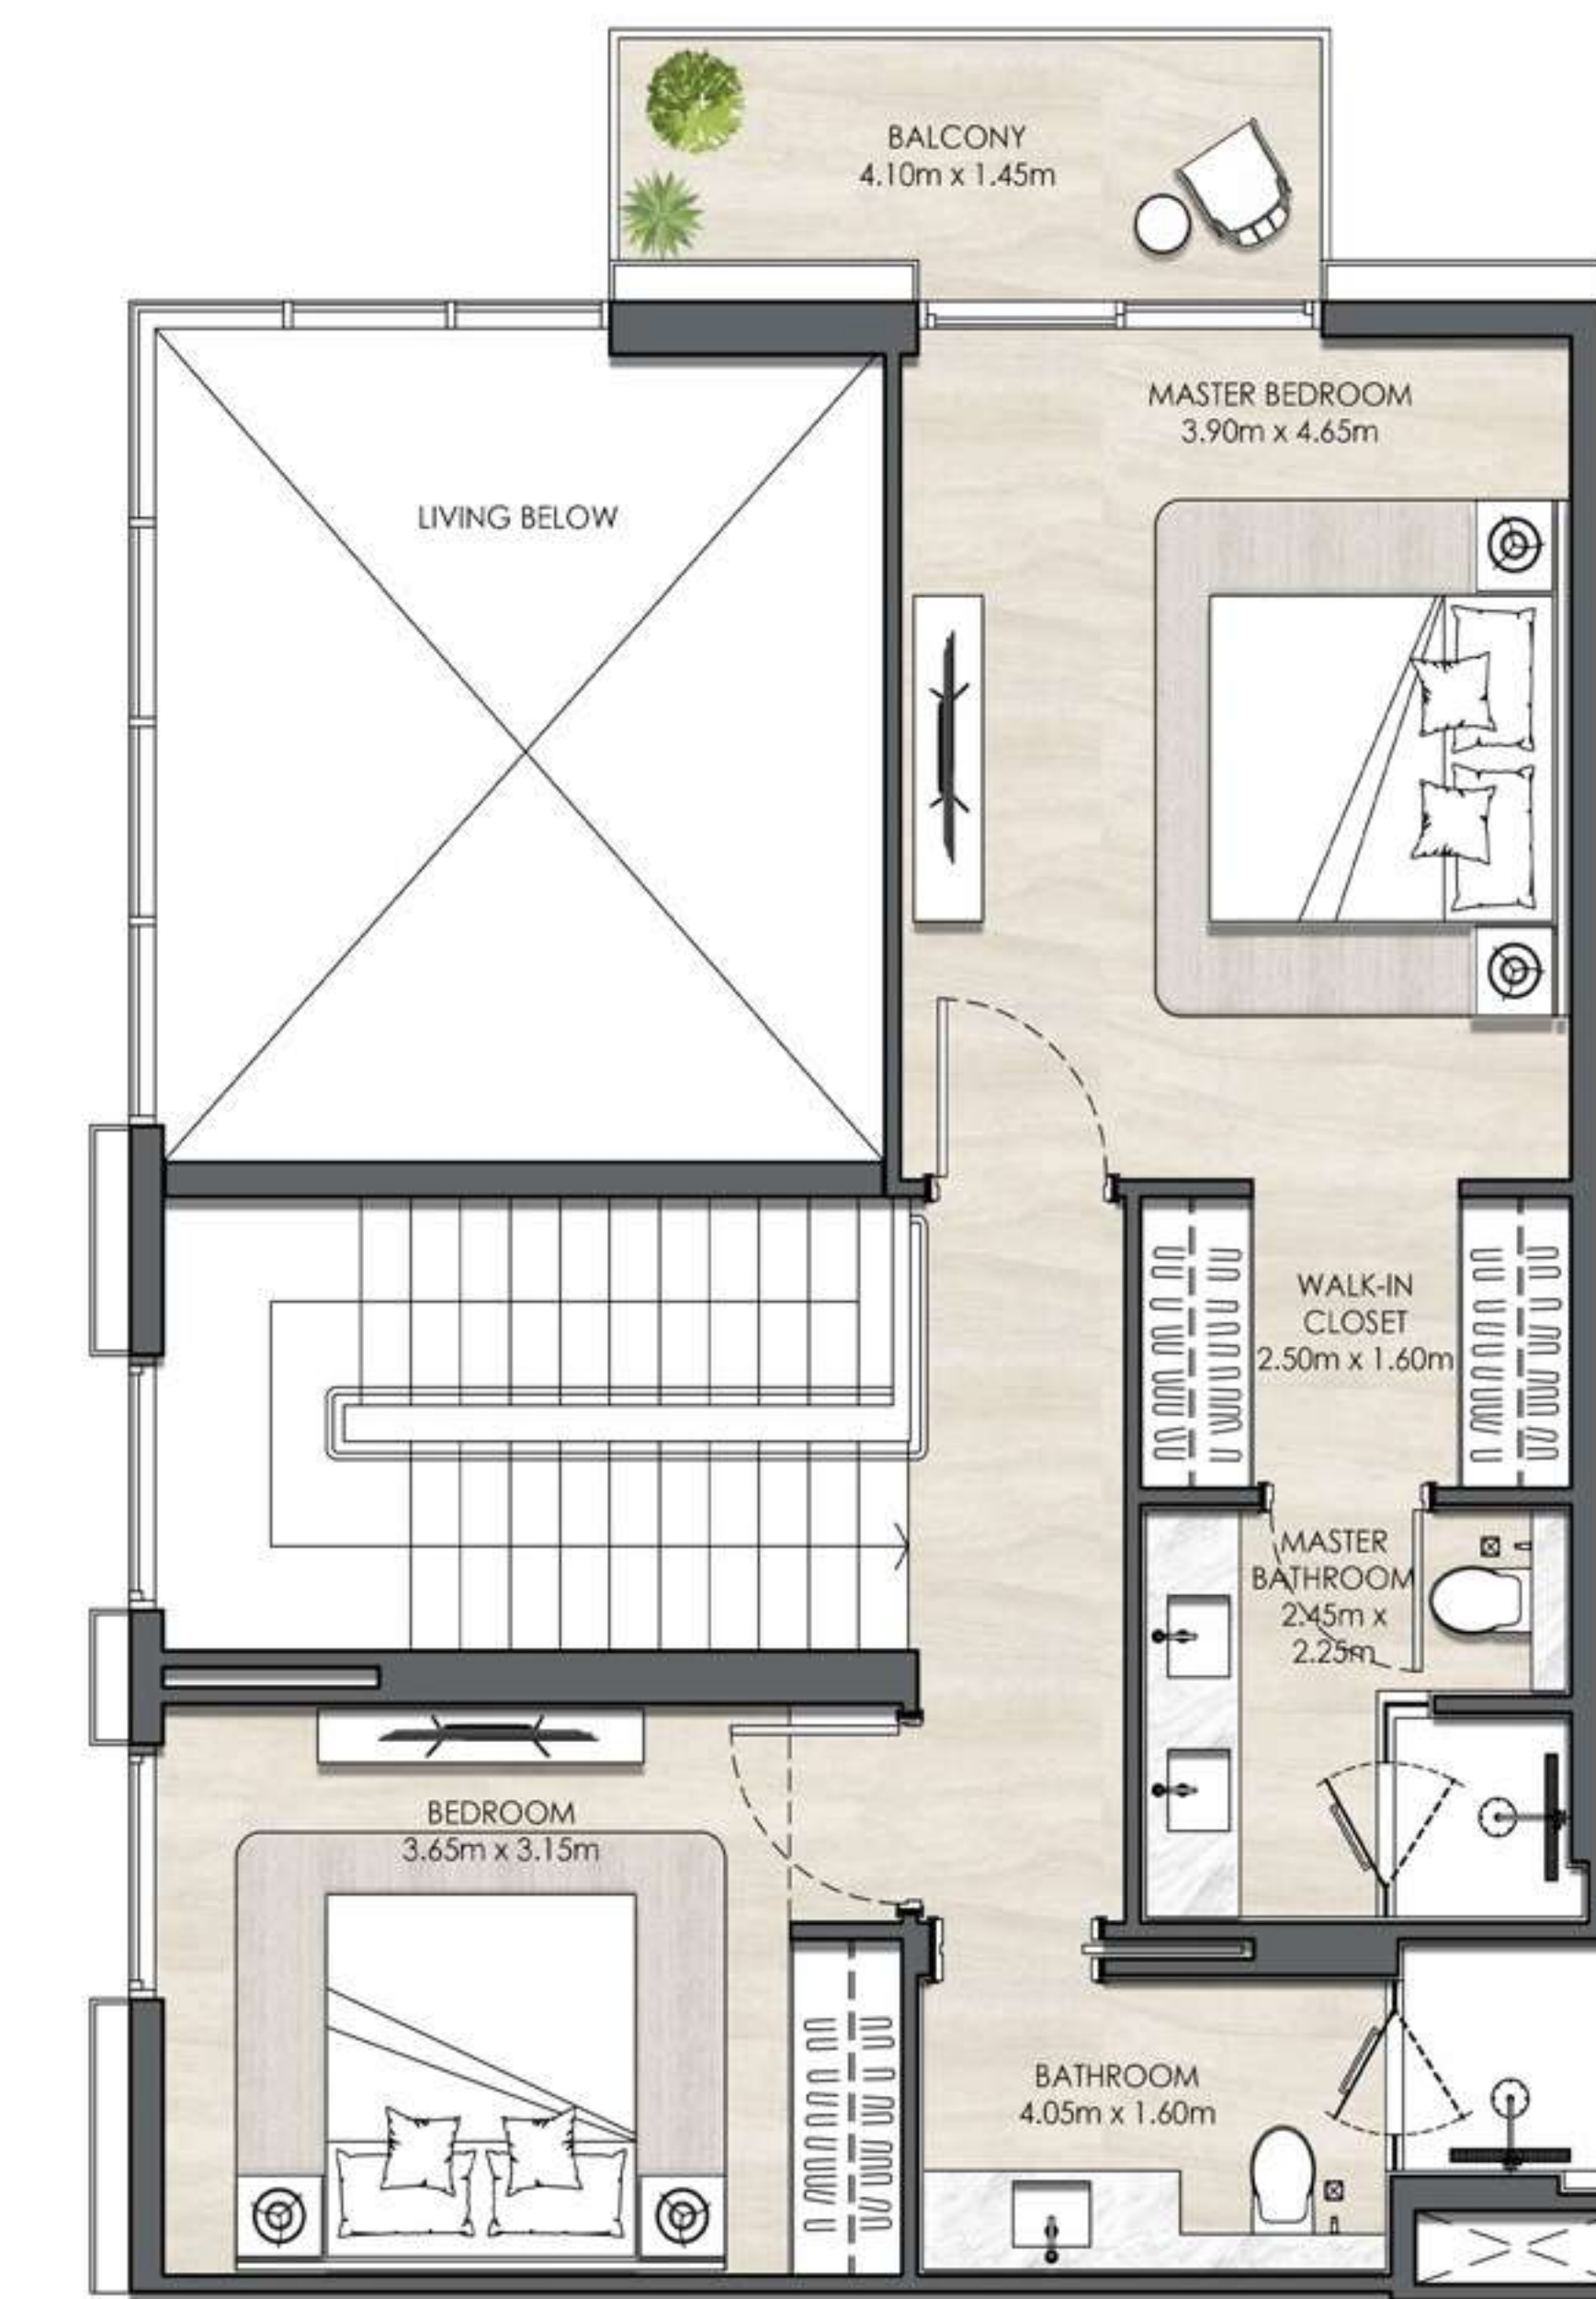 BALCONY
4.10m x 1.45m
MASTER BEDROOM
3.90m x 4.65m
LIVING BELOW
WALK-IN
CLOSET
2.50m x 1.60m
MASTER
BATHROOM
2.45m x
2.25m
BEDROOM
3.65m x 3.15m
BATHROOM
4.05m x 1.60m